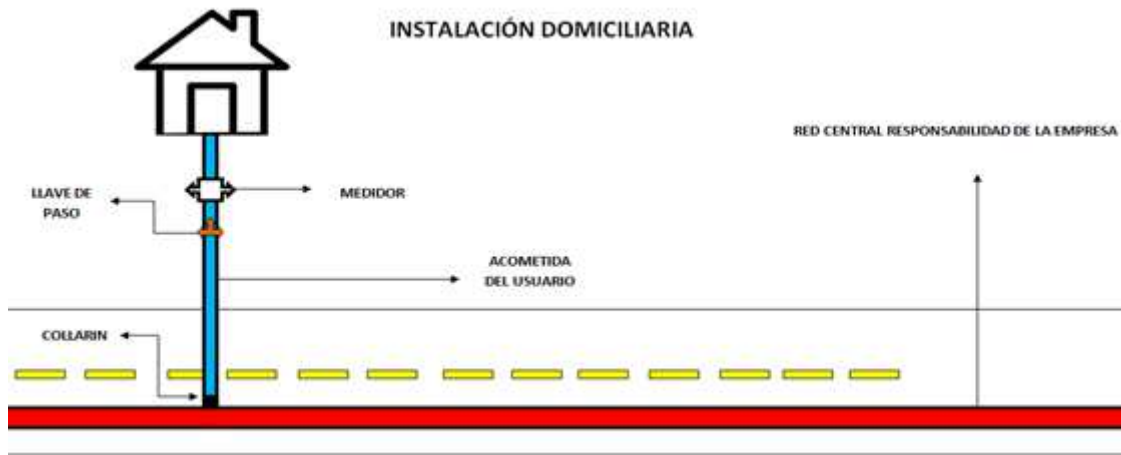 INSTALACIÓN DOMICILIARIA
RED CENTRAL RESPONSABILIDAD DE LA EMPRESA
LLAVE DE
PASO
MEDIDOR
ACOMETIDA
DEL USUARIO
COLLARIN